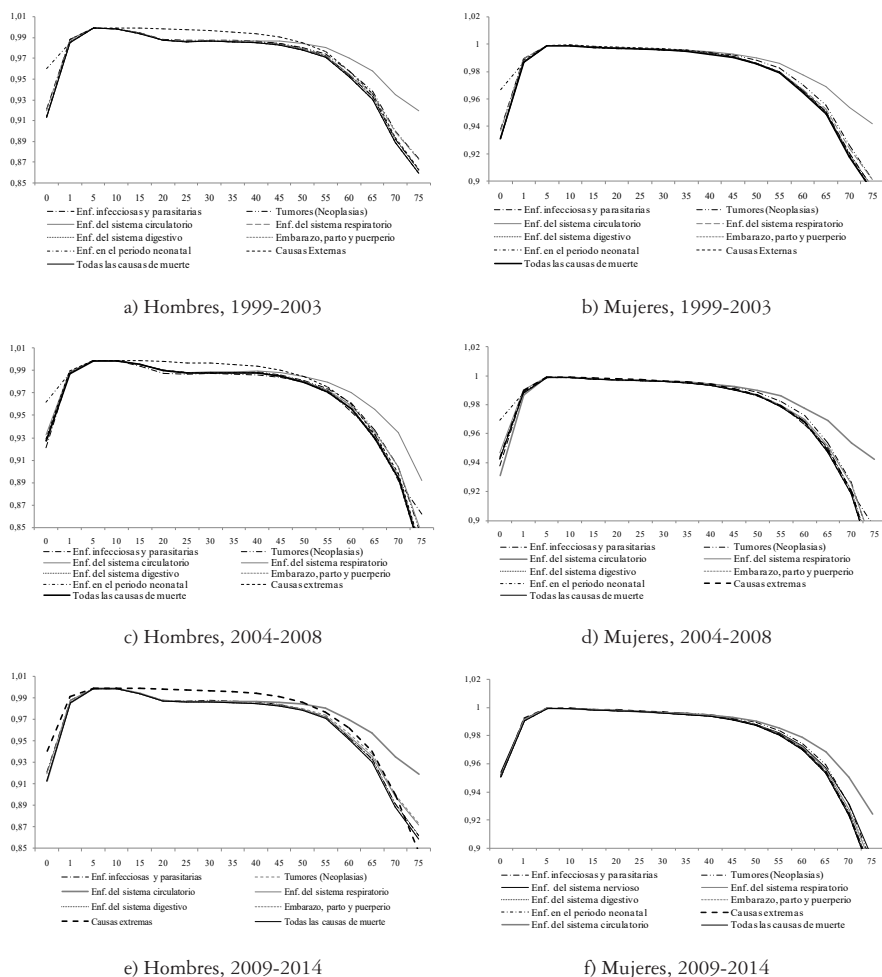 1,01
0,99
0,97
0,95
0,93
0,91
0,89
0,87
0,85
0 1 5 10 15 20 25 30 35 40 45 50 55 60 65 70 75
Enf. infecciosas y parasitarias Tumores (Neoplasias)
Enf. del sistema circulatorio Enf. del sistema respiratorio
Enf. del sistema digestivo Embarazo, parto y puerperio
Enf. en el periodo neonatal Causas Externas
Todas las causas de muerte
a) Hombres, 1999-2003
1,02
1
0,98
0,96
0,94
0,92
0,9
0 1 5 10 15 20 25 30 35 40 45 50 55 60 65 70 75
Enf. infecciosas y parasitarias Tumores (Neoplasias)
Enf. del sistema circulatorio Enf. del sistema respiratorio
Enf. del sistema digestivo Embarazo, parto y puerperio
Enf. en el periodo neonatal Causas Externas
Todas las causas de muerte
b) Mujeres, 1999-2003
1,01
0,99
0,97
0,95
0,93
0,91
0,89
0,87
0,85
0 1 5 10 15 20 25 30 35 40 45 50 55 60 65 70 75
Enf. infecciosas y parasitarias Tumores (Neoplasias)
Enf. del sistema circulatorio Enf. del sistema respiratorio
Enf. del sistema digestivo Embarazo, parto y puerperio
Enf. en el periodo neonatal Causas extremas
Todas las causas de muerte
c) Hombres, 2004-2008
1,02
1
0,98
0,96
0,94
0,92
0,9
0 1 5 10 15 20 25 30 35 40 45 50 55 60 65 70 75
Enf. infecciosas y parasitarias Tumores (Neoplasias)
Enf. del sistema circulatorio Enf. del sistema respiratorio
Enf. del sistema digestivo Embarazo, parto y puerperio
Enf. en el periodo neonatal Causas extremas
Todas las causas de muerte
d) Mujeres, 2004-2008
1,01
0,99
0,97
0,95
0,93
0,91
0,89
0,87
0,85
0 1 5 10 15 20 25 30 35 40 45 50 55 60 65 70 75
Enf. infecciosas y parasitarias Tumores (Neoplasias)
Enf. del sistema circulatorio Enf. del sistema respiratorio
Enf. del sistema digestivo Embarazo, parto y puerperio
Causas extremas Todas las causas de muerte
e) Hombres, 2009-2014
1,02
1
0,98
0,96
0,94
0,92
0,9
0 1 5 10 15 20 25 30 35 40 45 50 55 60 65 70 75
Enf. infecciosas y parasitarias Tumores (Neoplasias)
Enf. del sistema nervioso Enf. del sistema respiratorio
Enf. del sistema digestivo Embarazo, parto y puerperio
Enf. en el periodo neonatal Causas extremas
Enf. del sistema circulatorio Todas las causas de muerte
f) Mujeres, 2009-2014